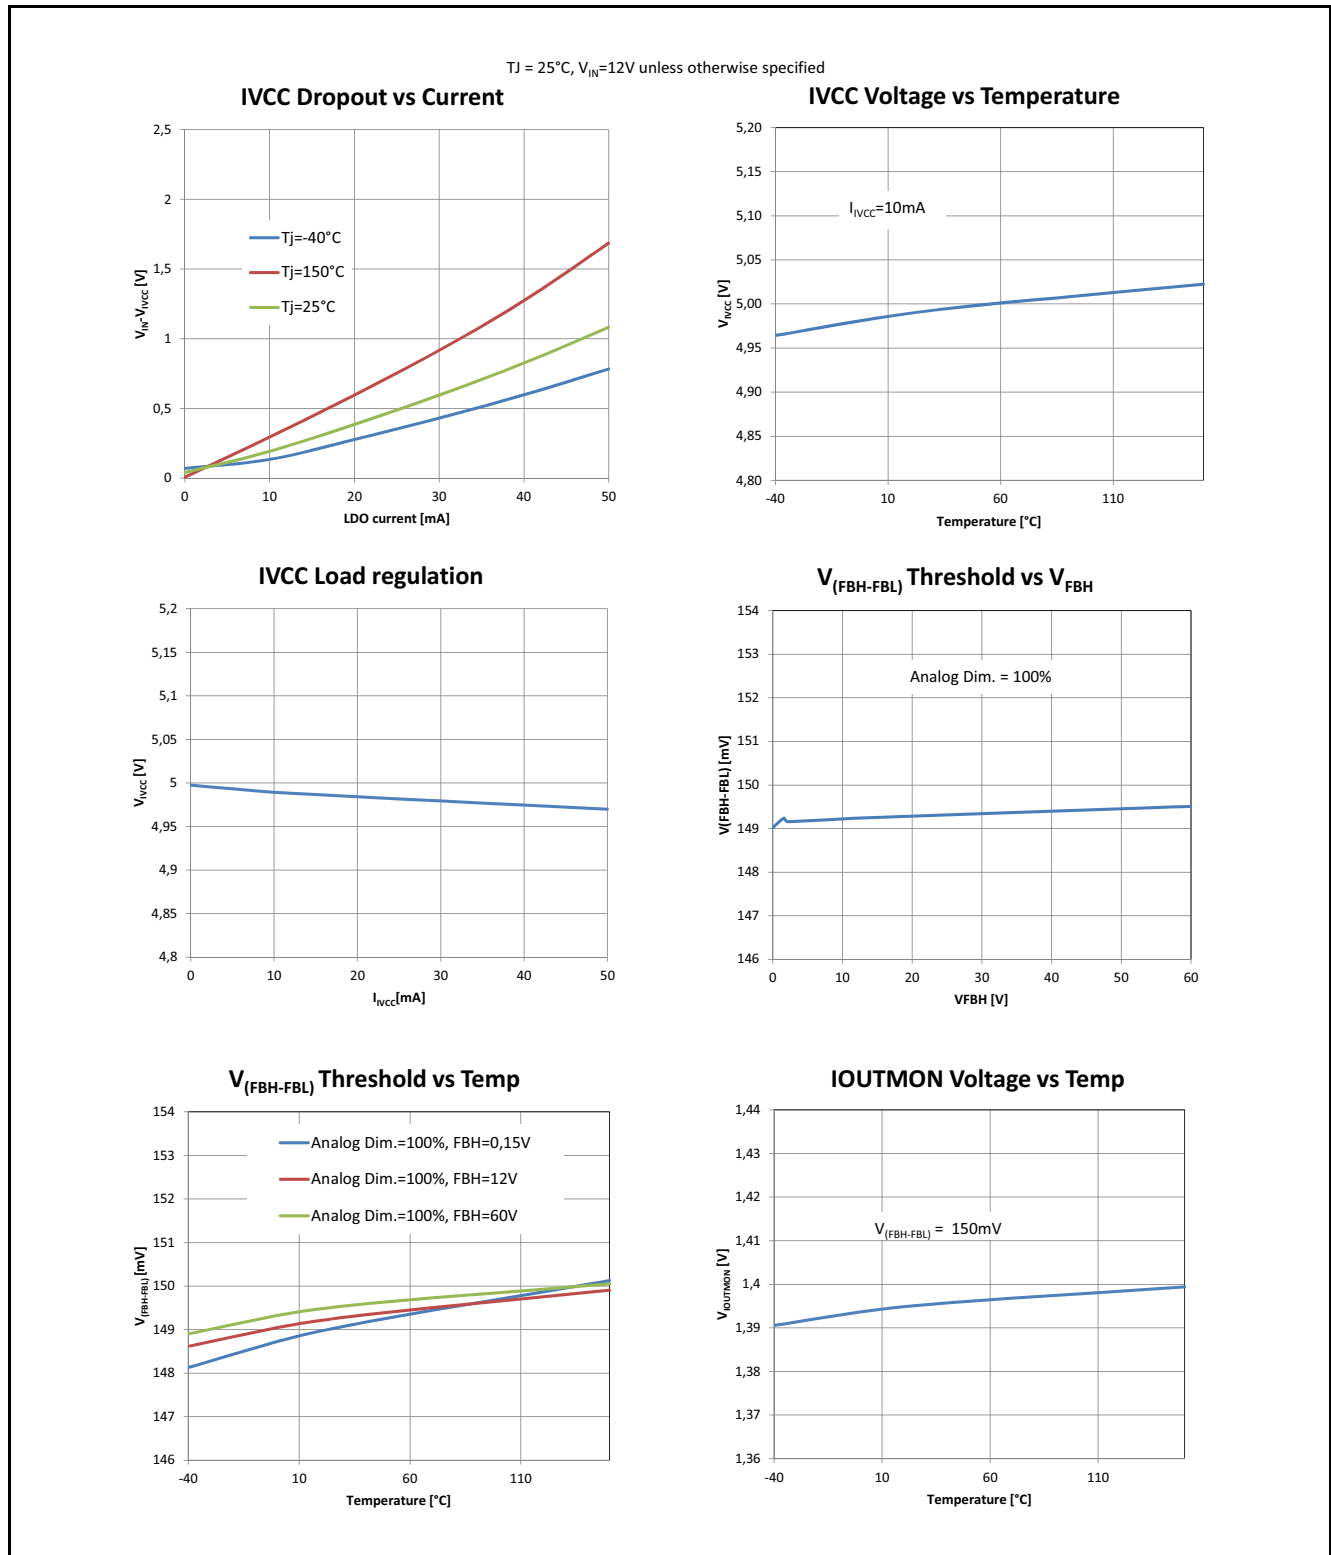 TJ = 25°C, VIN=12V unless otherwise specified
IVCC Dropout vs Current
2,5
2
1,5
1
0,5
0
VIN-VIVCC [V]
Tj=-40°C
Tj=150°C
Tj=25°C
0 10 20 30 40 50
LDO current [mA]
IVCC Voltage vs Temperature
5,20
5,15
5,10
5,05
5,00
4,95
4,90
4,85
4,80
VIVCC [V]
IIVCC=10mA
-40 10 60 110
Temperature [°C]
IVCC Load regulation
5,2
5,15
5,1
5,05
5
4,95
4,9
4,85
4,8
VIVCC [V]
0 10 20 30 40 50
IIVCC[mA]
V(FBH-FBL) Threshold vs VFBH
154
153
152
151
150
149
148
147
146
V(FBH-FBL) [mV]
Analog Dim. = 100%
0 10 20 30 40 50 60
VFBH [V]
V(FBH-FBL) Threshold vs Temp
154
153
152
151
150
149
148
147
146
V(FBH-FBL) [mV]
Analog Dim.=100%, FBH=0,15V
Analog Dim.=100%, FBH=12V
Analog Dim.=100%, FBH=60V
-40 10 60 110
Temperature [°C]
IOUTMON Voltage vs Temp
1,44
1,43
1,42
1,41
1,4
1,39
1,38
1,37
1,36
VIOUTMON [V]
V(FBH-FBL) = 150mV
-40 10 60 110
Temperature [°C]